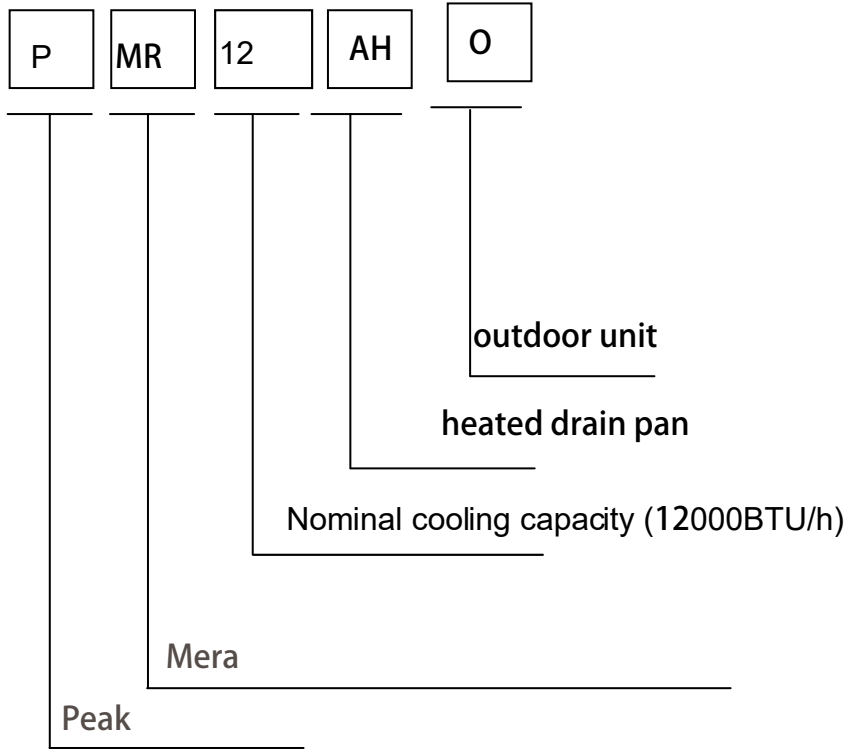 P MR 12 AH O
outdoor unit
heated drain pan
Nominal cooling capacity (12000BTU/h)
Mera
Peak